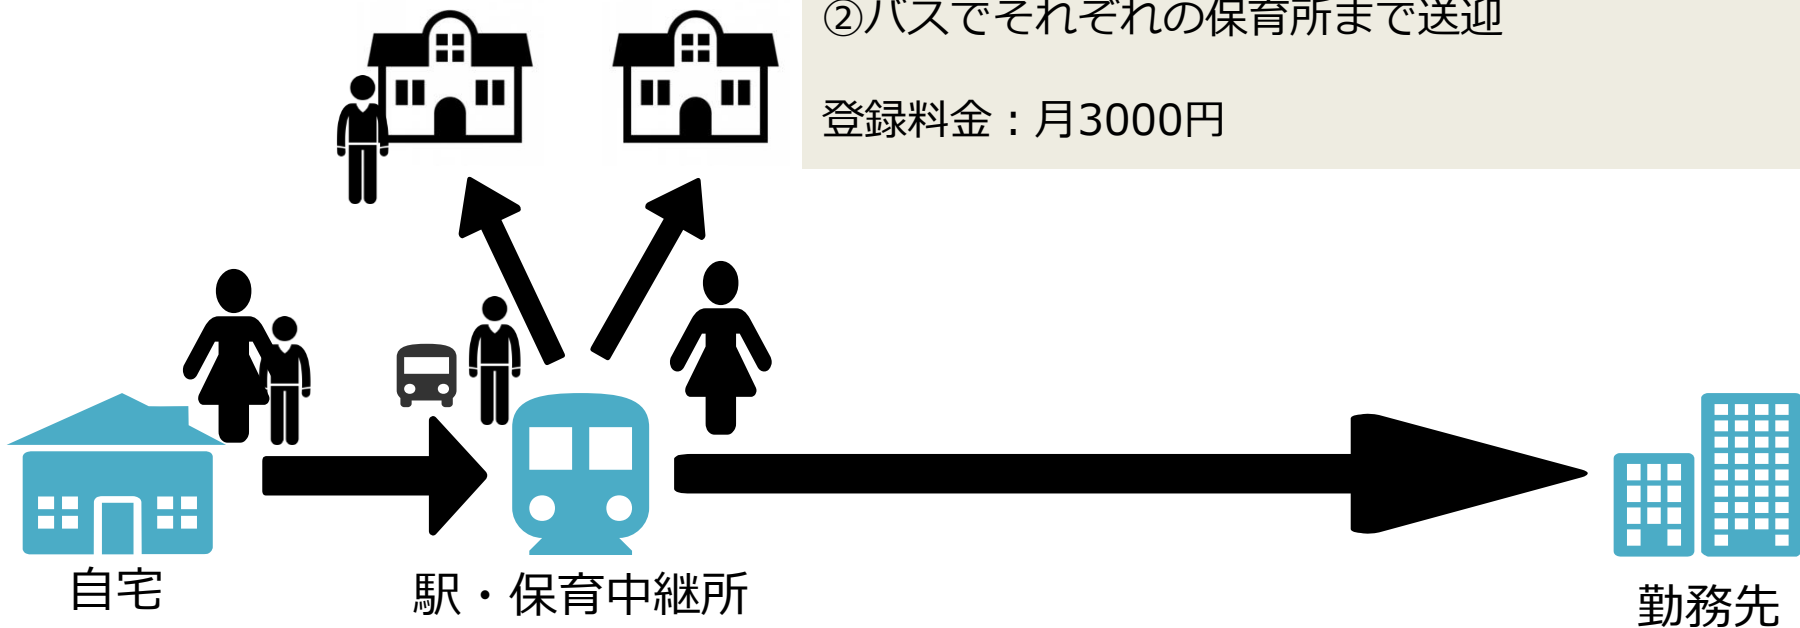 ②バスでそれぞれの保育所まで送迎
登録料金：月3000円
自宅
駅・保育中継所
勤務先